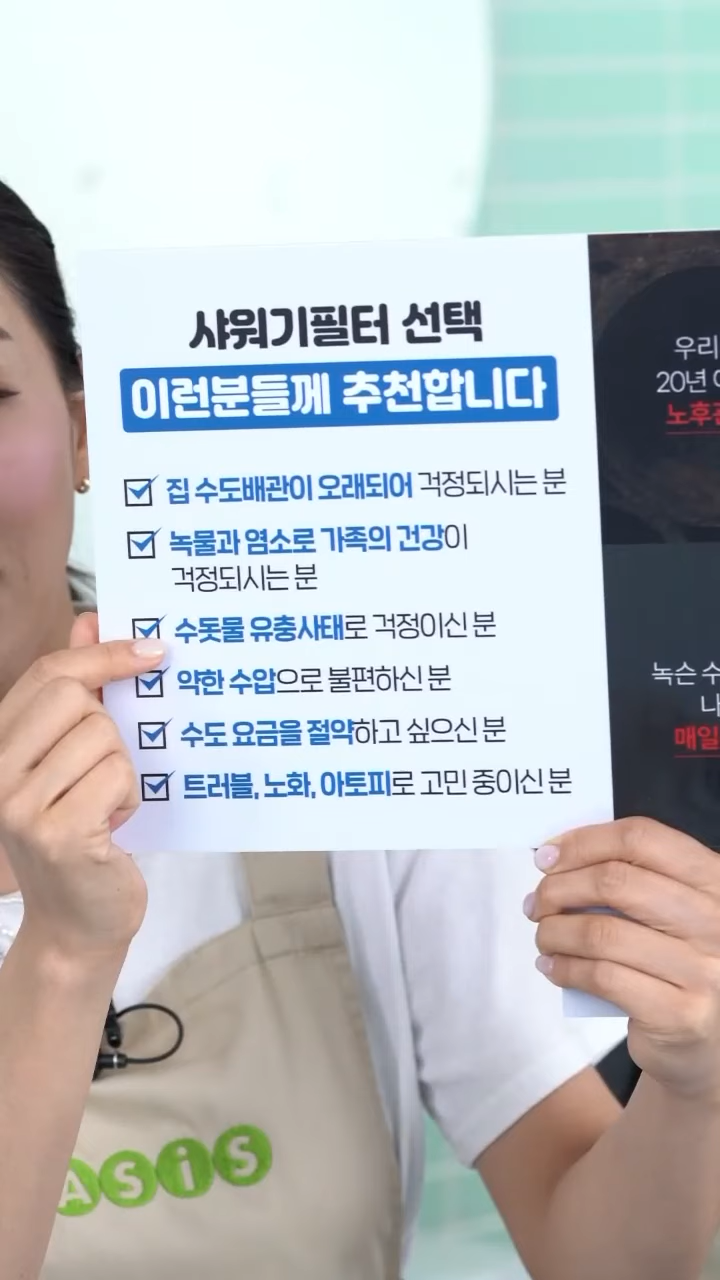 샤워기필터 선택
이런분들께 추천합니다
집 수도배관이 오래되어 걱정되시는 분
녹물과 염소로 가족의 건강이
걱정되시는 분
수돗물 유충사태로 걱정이신 분
약한 수압으로 불편하신 분
수도 요금을 절약하고 싶으신 분
트러블, 노화, 아토피로 고민 중이신 분
우리
20년
노후
녹슨 수
나
매일
ASiS